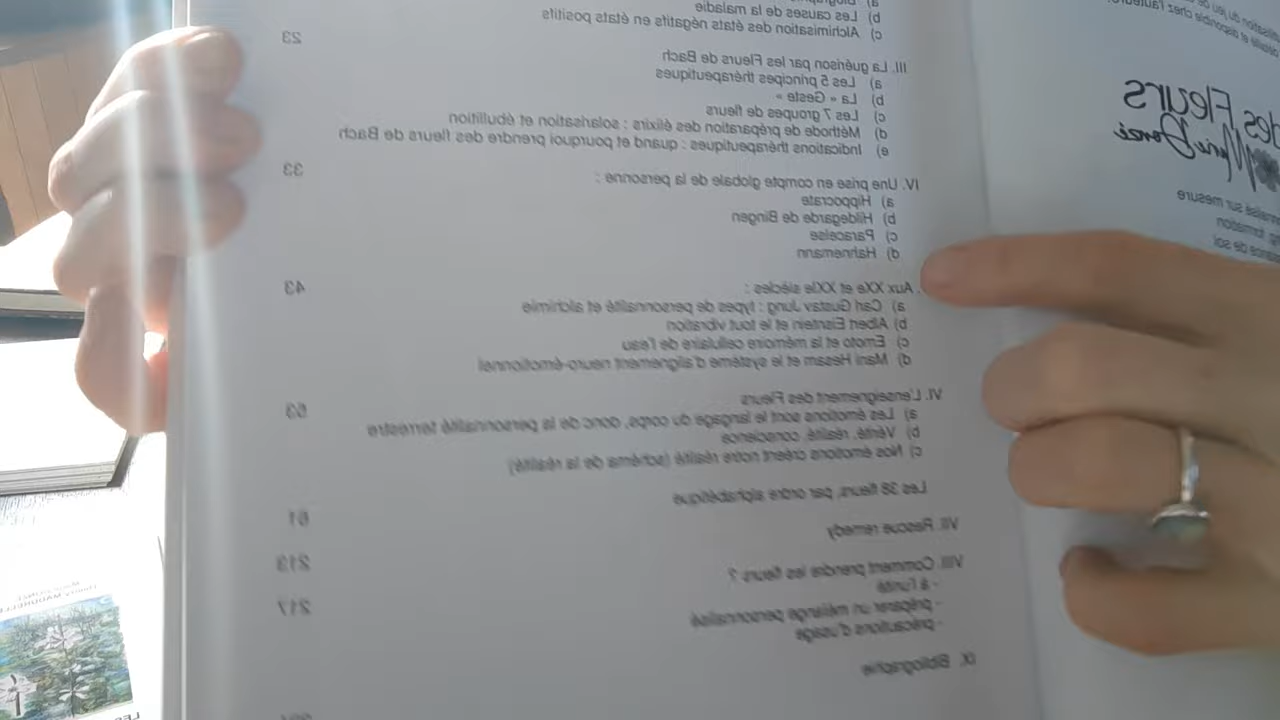 b) Les causes de la maladie
c) Alchimisation des états négatifs en états positifs
23
III. La guérison par les Fleurs de Bach
a) Les 5 principes thérapeutiques
b) La « Geste »
c) Les 7 groupes de fleurs
d) Méthode de préparation des élixirs : solarisation et ébullition
e) Indications thérapeutiques : quand et pourquoi prendre des fleurs de Bach
33
IV. Une prise en compte globale de la personne :
a) Hippocrate
b) Hildegarde de Bingen
c) Paracelse
d) Hahnemann
43
. Aux XXe et XXIe siècles :
a) Carl Gustav Jung : types de personnalité et alchimie
b) Albert Einstein et le tout vibration
c) Emoto et la mémoire cellulaire de l'eau
d) Mani Hesam et le système d'alignement neuro-émotionnel
VI. L'enseignement des Fleurs
53
a) Les émotions sont le langage du corps, donc de la personnalité terrestre
b) Vérité, réalité, conscience
c) Nos émotions créent notre réalité (schéma de la réalité)
Les 38 fleurs, par ordre alphabétique
61
VII. Rescue remedy
213
VIII. Comment prendre les fleurs ?
217
- à l'unité
- préparer un mélange personnalisé
- précautions d'usage
IX. Bibliographie
des Fleurs
Marie
sur mesure
formation
de soi